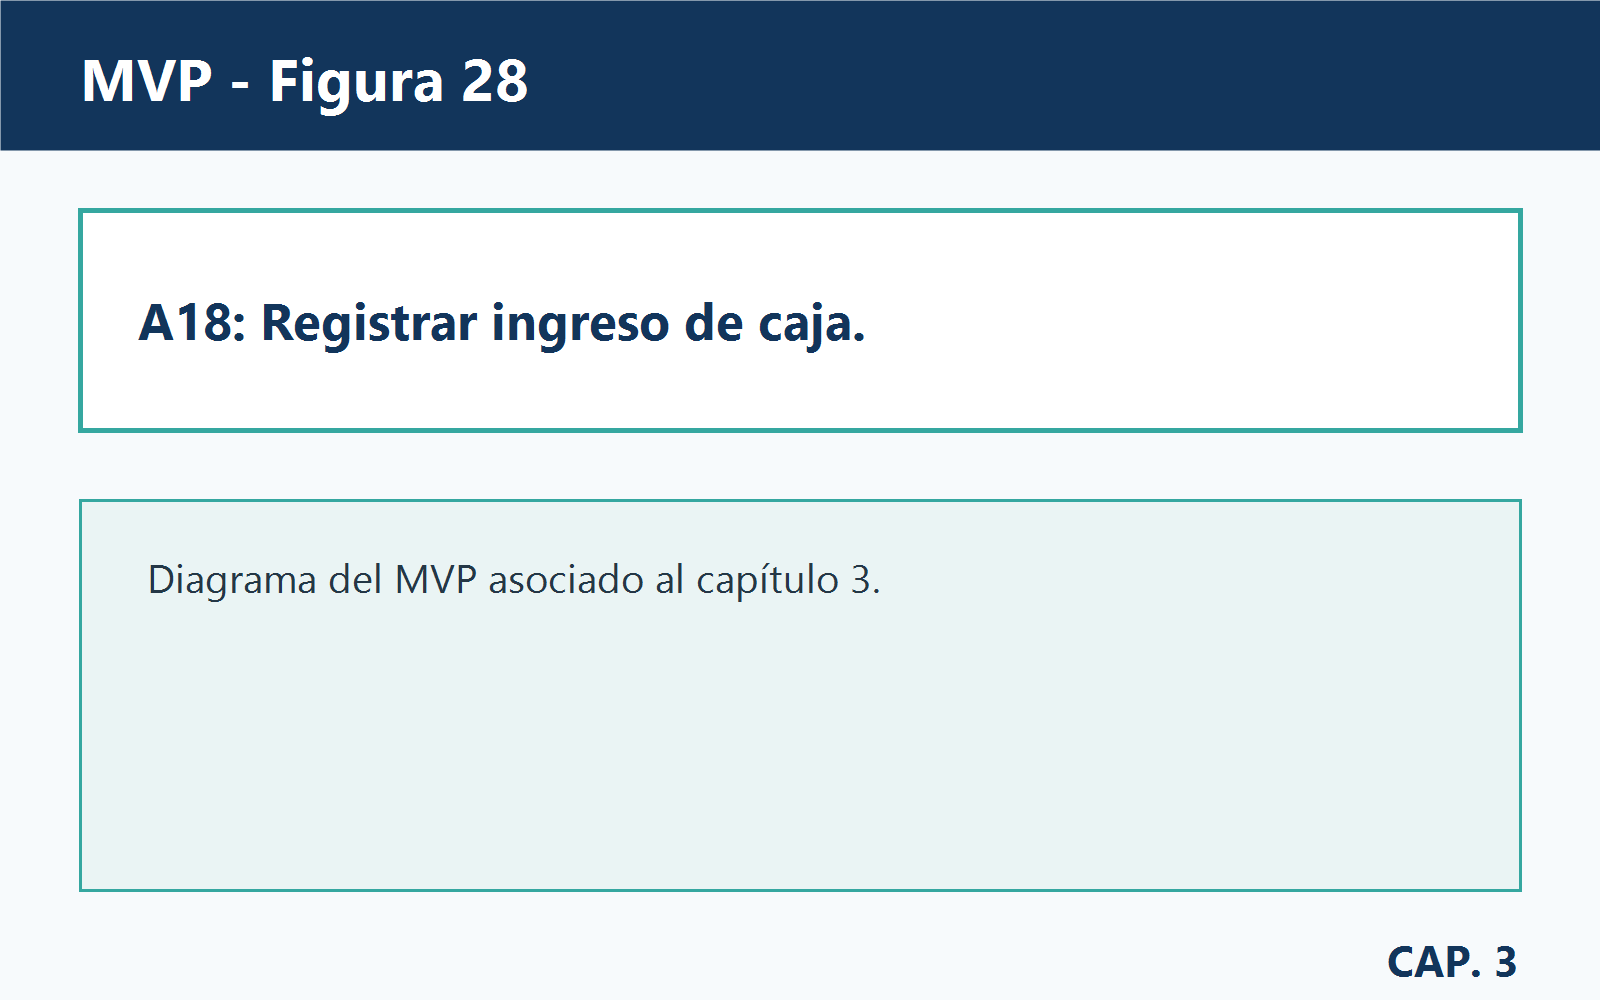 MVP - Figura 28
A18: Registrar ingreso de caja.
Diagrama del MVP asociado al capítulo 3.
CAP. 3